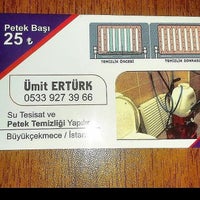 Petek Başı
25 ₺
TEMİZLİK ÖNCESİ
TEMİZLİK SONRASI
Ümit ERTÜRK
0533 927 39 66
Su Tesisat ve
Petek Temizliği Yapılır
Büyükçekmece / İstan